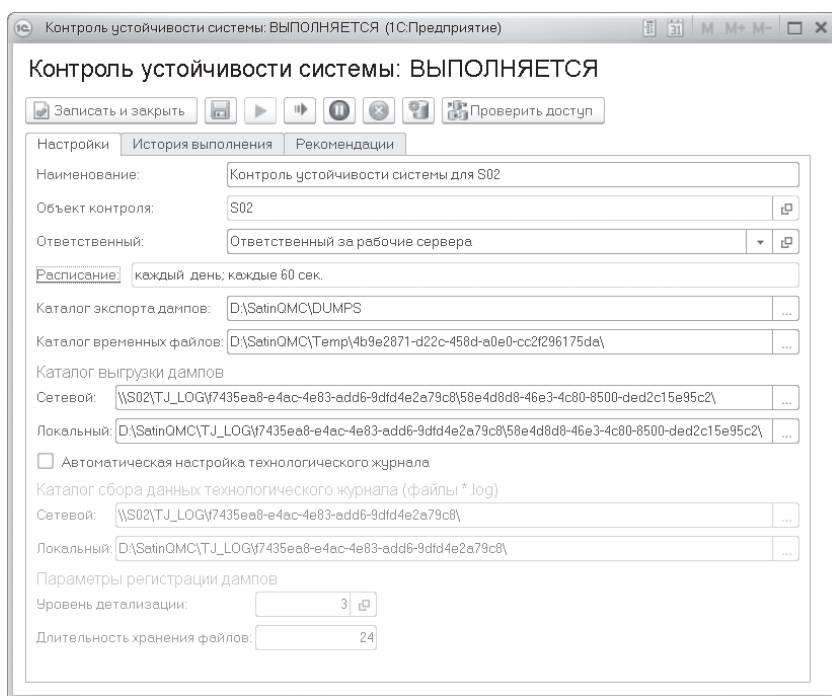 Контроль устойчивости системы: ВЫПОЛНЯЕТСЯ (1С:Предприятие) 31 M M+ M-
Контроль устойчивости системы: ВЫПОЛНЯЕТСЯ
Записать и закрыть Проверить доступ
Настройки История выполнения Рекомендации
Наименование: Контроль устойчивости системы для S02
Объект контроля: S02
Ответственный: Ответственный за рабочие сервера
Расписание: каждый день; каждые 60 сек.
Каталог экспорта дампов: D:\SatinQMC\DUMPS ...
Каталог временных файлов: D:\SatinQMC\Temp\4b9e2871-d22c-458d-a0e0-cc2f296175da\ ...
Каталог выгрузки дампов
Сетевой: \\S02\TJ_LOG\f7435ea8-e4ac-4e83-add6-9dfd4e2a79c8\58e4d8d8-46e3-4c80-8500-ded2c15e95c2\ ...
Локальный: D:\SatinQMC\TJ_LOG\f7435ea8-e4ac-4e83-add6-9dfd4e2a79c8\58e4d8d8-46e3-4c80-8500-ded2c15e95c2\ ...
Автоматическая настройка технологического журнала
Каталог сбора данных технологического журнала (файлы *.log)
Сетевой: \\S02\TJ_LOG\f7435ea8-e4ac-4e83-add6-9dfd4e2a79c8\ ...
Локальный: D:\SatinQMC\TJ_LOG\f7435ea8-e4ac-4e83-add6-9dfd4e2a79c8\ ...
Параметры регистрации дампов
Уровень детализации: 3
Длительность хранения файлов: 24